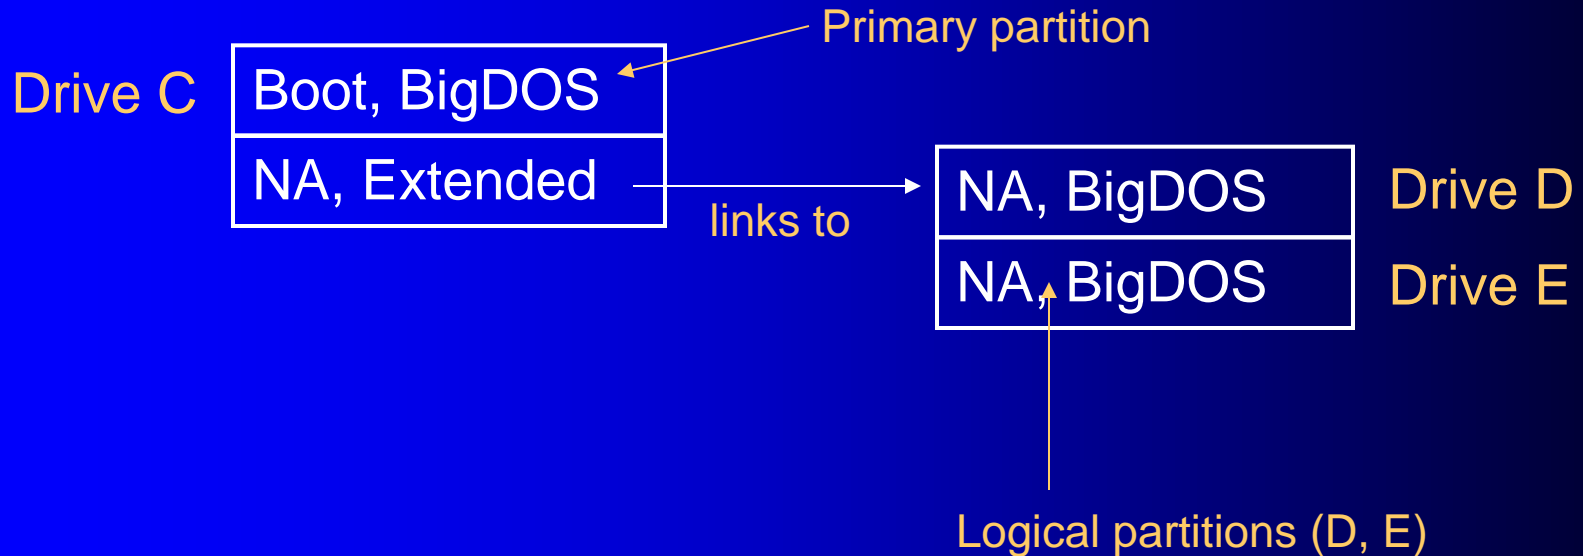 Primary partition
Drive C
Boot, BigDOS
NA, Extended
links to
NA, BigDOS
Drive D
NA, BigDOS
Drive E
Logical partitions (D, E)